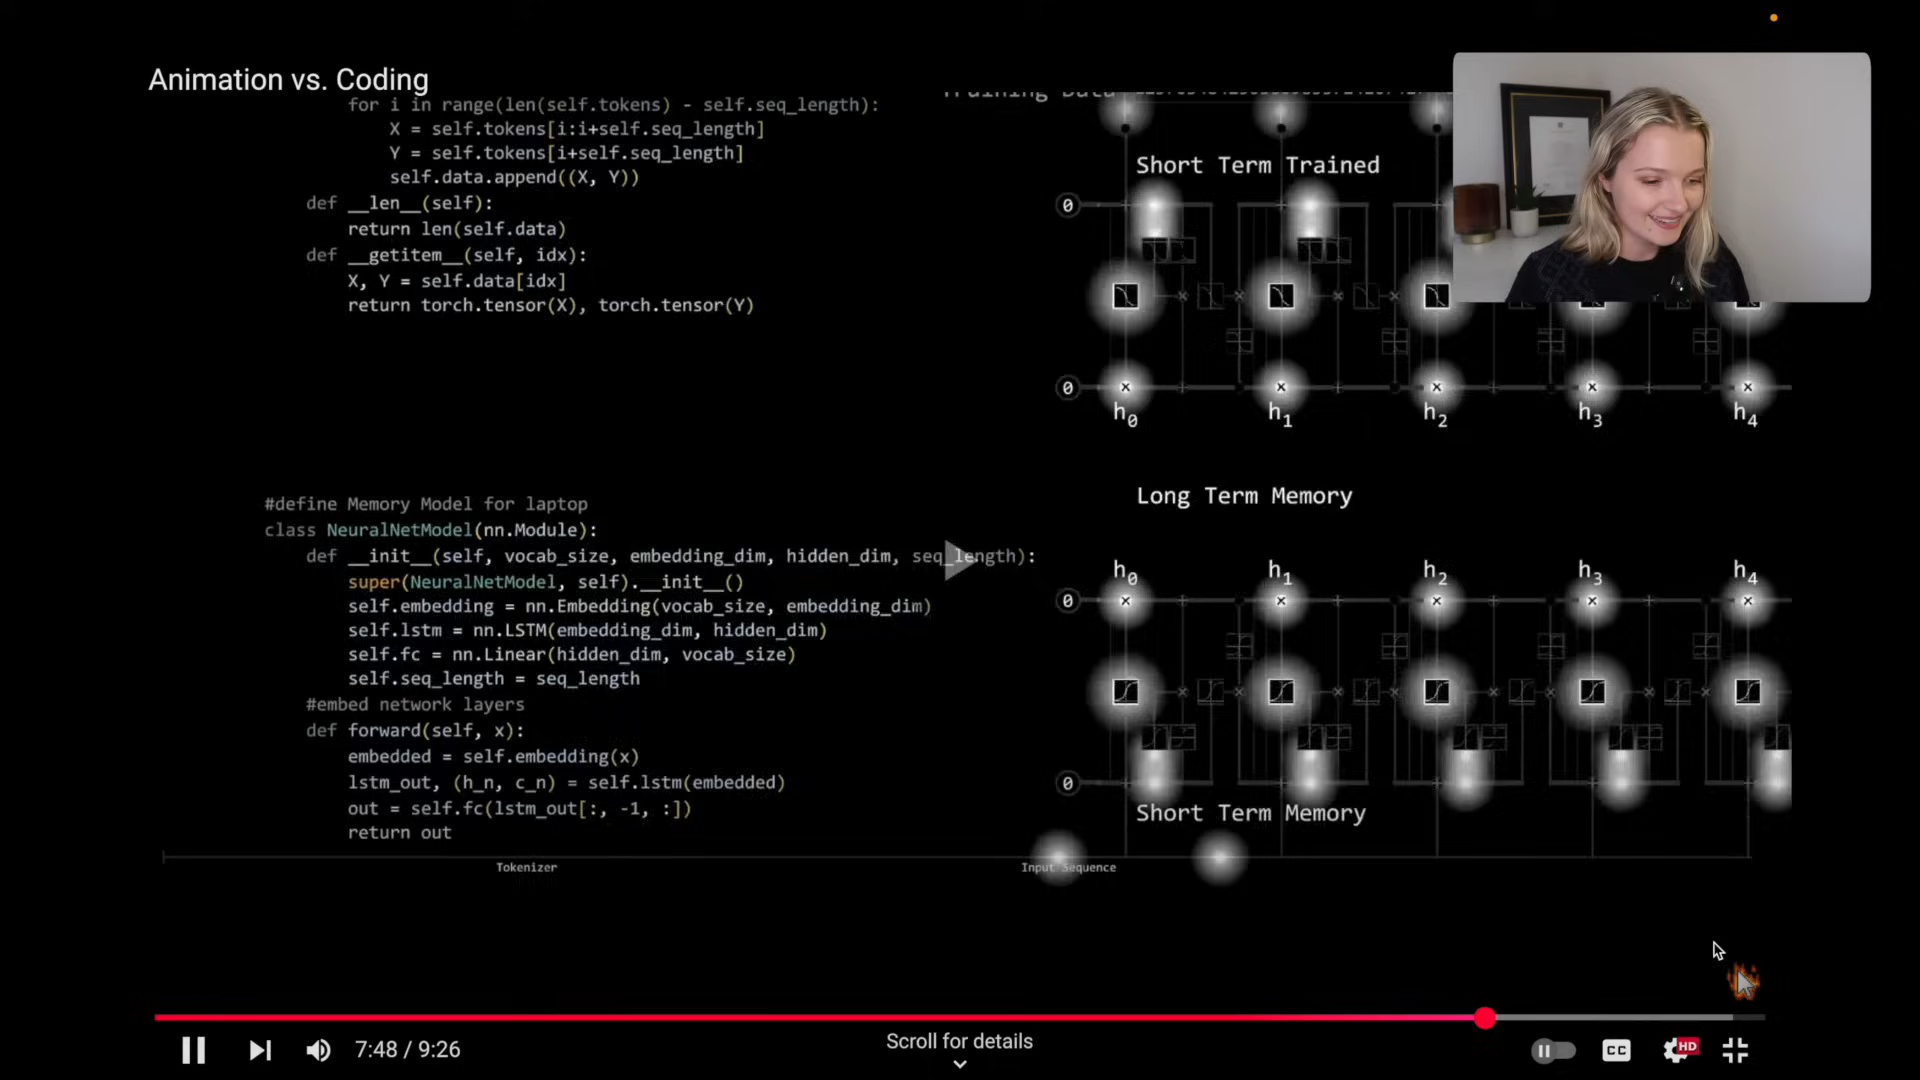 Animation vs. Coding
for i in range(len(self.tokens) - self.seq_length):
X = self.tokens[i:i+self.seq_length]
Y = self.tokens[i+self.seq_length]
self.data.append((X, Y))
def __len__(self):
return len(self.data)
def __getitem__(self, idx):
X, Y = self.data[idx]
return torch.tensor(X), torch.tensor(Y)
#define Memory Model for laptop
class NeuralNetModel(nn.Module):
def __init__(self, vocab_size, embedding_dim, hidden_dim, seq_length):
super(NeuralNetModel, self).__init__()
self.embedding = nn.Embedding(vocab_size, embedding_dim)
self.lstm = nn.LSTM(embedding_dim, hidden_dim)
self.fc = nn.Linear(hidden_dim, vocab_size)
self.seq_length = seq_length
#embed network layers
def forward(self, x):
embedded = self.embedding(x)
lstm_out, (h_n, c_n) = self.lstm(embedded)
out = self.fc(lstm_out[:, -1, :])
return out
Tokenizer
Training Data
Short Term Trained
0
0
h0 h1 h2 h3 h4
Long Term Memory
h0 h1 h2 h3 h4
0
0
Short Term Memory
Input Sequence
7:48 / 9:26
Scroll for details
CC
HD